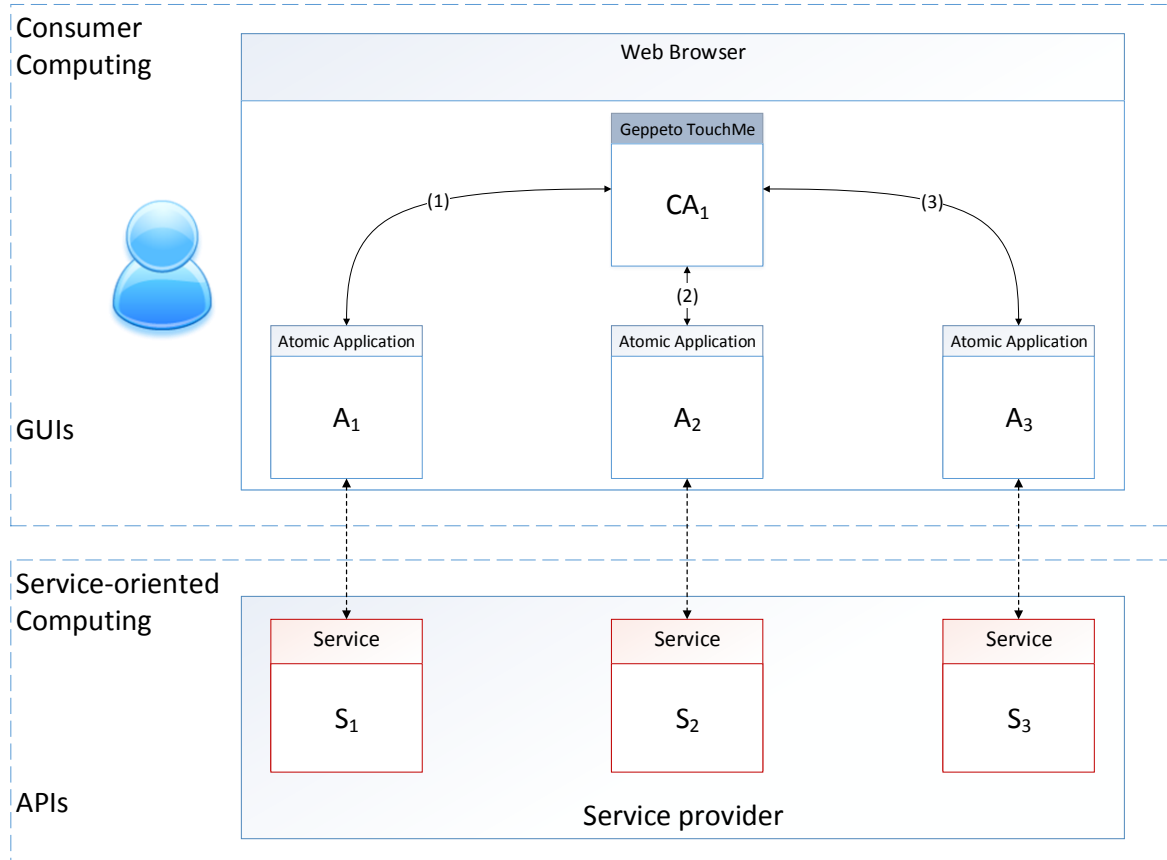 Consumer
Computing
Web Browser
Geppeto TouchMe
CA₁
(1)
(3)
(2)
Atomic Application
Atomic Application
Atomic Application
A₁
A₂
A₃
GUIs
Service-oriented
Computing
Service
Service
Service
S₁
S₂
S₃
APIs
Service provider